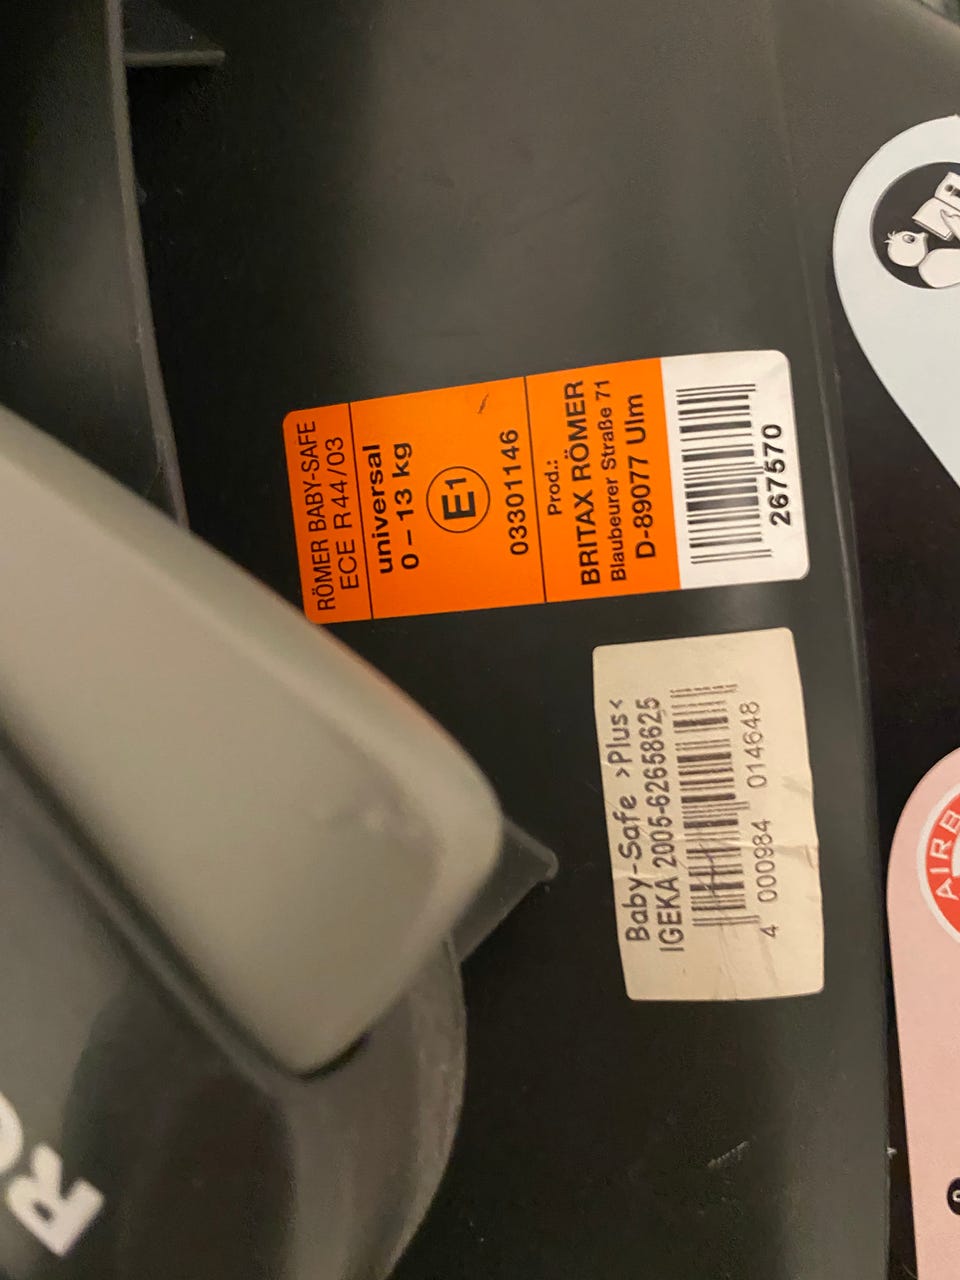 RÖMER BABY-SAFE
ECE R44/03
universal
0 – 13 kg
E1
03301146
Prod.:
BRITAX RÖMER
Blaubeurer Straße 71
D-89077 Ulm
267570
Baby-Safe >Plus<
IGEKA 2005-62658625
4 000984 014648
AIRB
R